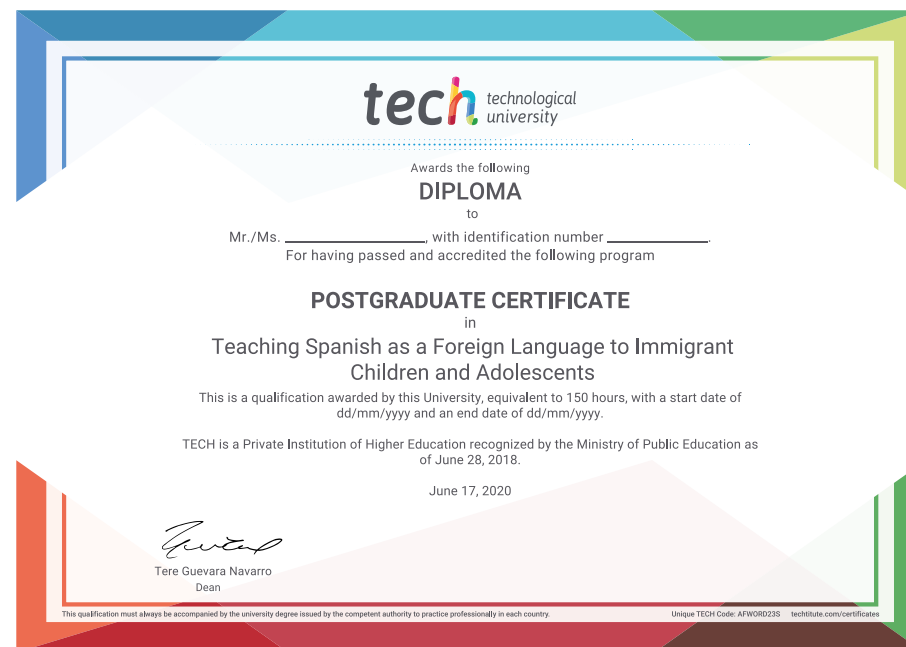 tech technological
university
Awards the following
DIPLOMA
to
Mr./Ms. ____________________, with identification number ______________.
For having passed and accredited the following program
POSTGRADUATE CERTIFICATE
in
Teaching Spanish as a Foreign Language to Immigrant
Children and Adolescents
This is a qualification awarded by this University, equivalent to 150 hours, with a start date of
dd/mm/yyyy and an end date of dd/mm/yyyy.
TECH is a Private Institution of Higher Education recognized by the Ministry of Public Education as
of June 28, 2018.
June 17, 2020
Tere Guevara Navarro
Dean
This qualification must always be accompanied by the university degree issued by the competent authority to practice professionally in each country. Unique TECH Code: AFWORD23S techtitute.com/certificates